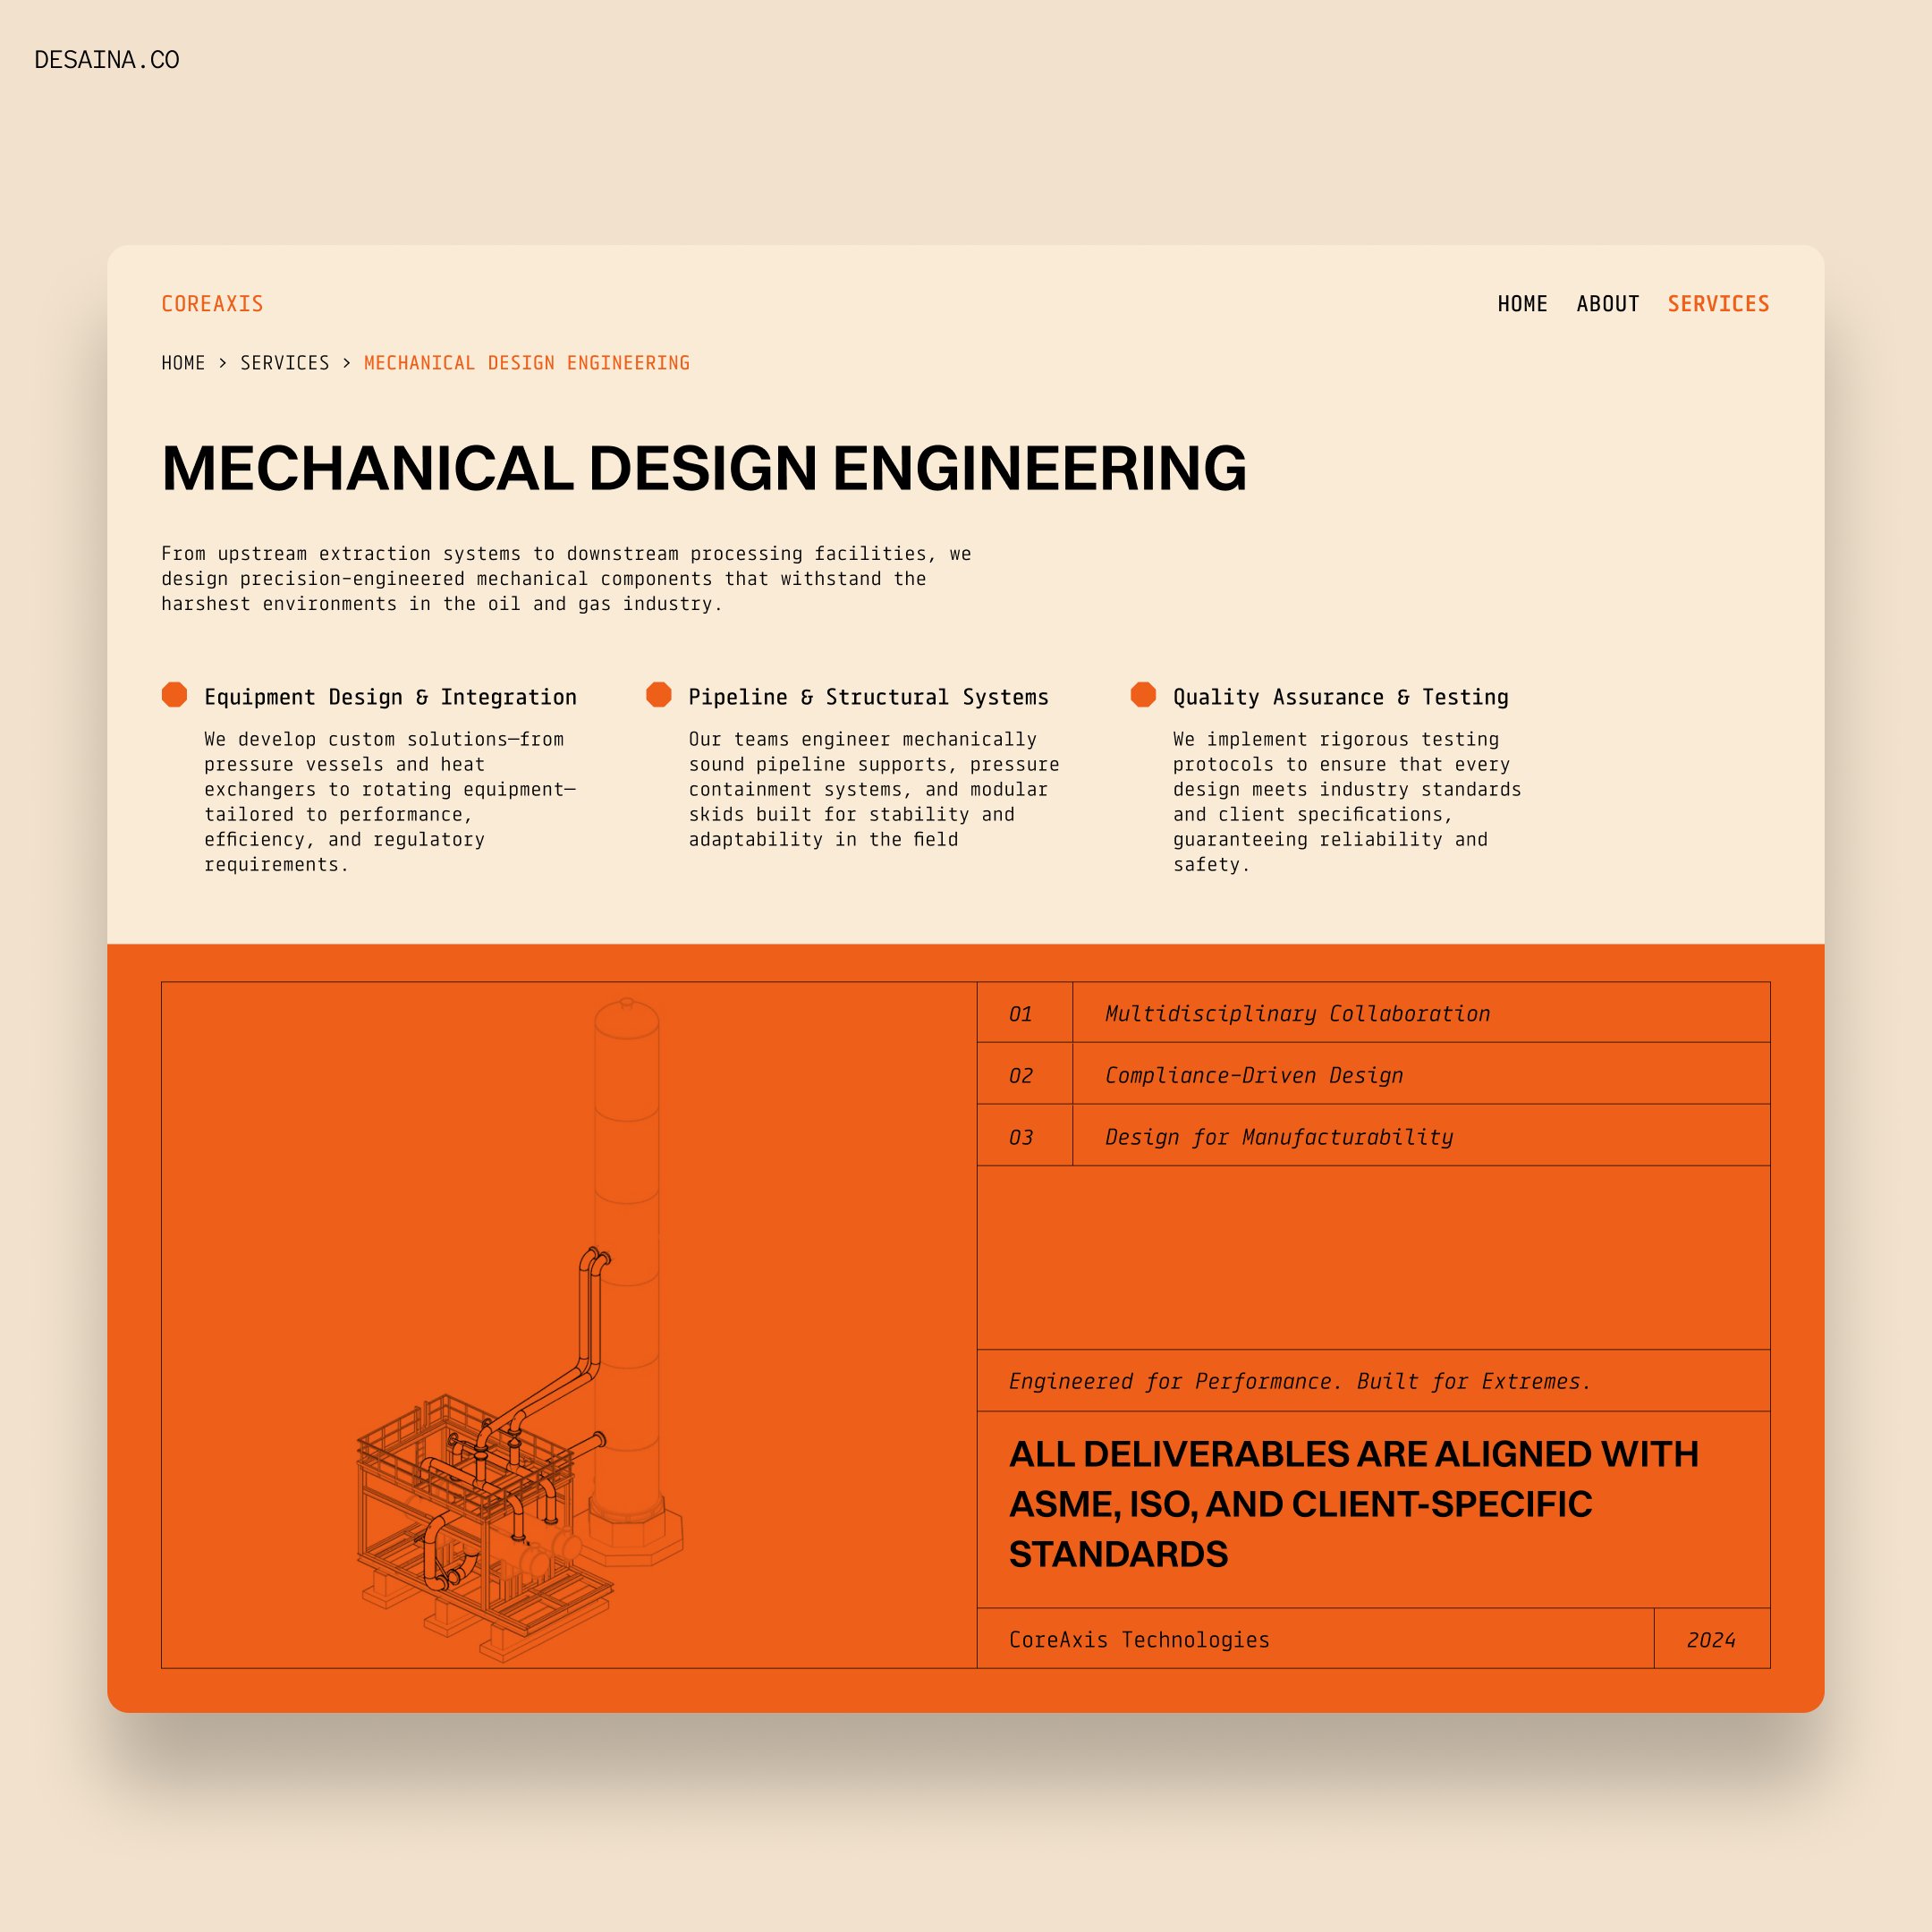 DESAINA.CO
COREAXIS
HOME ABOUT SERVICES
HOME > SERVICES > MECHANICAL DESIGN ENGINEERING
MECHANICAL DESIGN ENGINEERING
From upstream extraction systems to downstream processing facilities, we
design precision-engineered mechanical components that withstand the
harshest environments in the oil and gas industry.
Equipment Design & Integration
We develop custom solutions—from
pressure vessels and heat
exchangers to rotating equipment—
tailored to performance,
efficiency, and regulatory
requirements.
Pipeline & Structural Systems
Our teams engineer mechanically
sound pipeline supports, pressure
containment systems, and modular
skids built for stability and
adaptability in the field
Quality Assurance & Testing
We implement rigorous testing
protocols to ensure that every
design meets industry standards
and client specifications,
guaranteeing reliability and
safety.
01 Multidisciplinary Collaboration
02 Compliance-Driven Design
03 Design for Manufacturability
Engineered for Performance. Built for Extremes.
ALL DELIVERABLES ARE ALIGNED WITH
ASME, ISO, AND CLIENT-SPECIFIC
STANDARDS
CoreAxis Technologies 2024